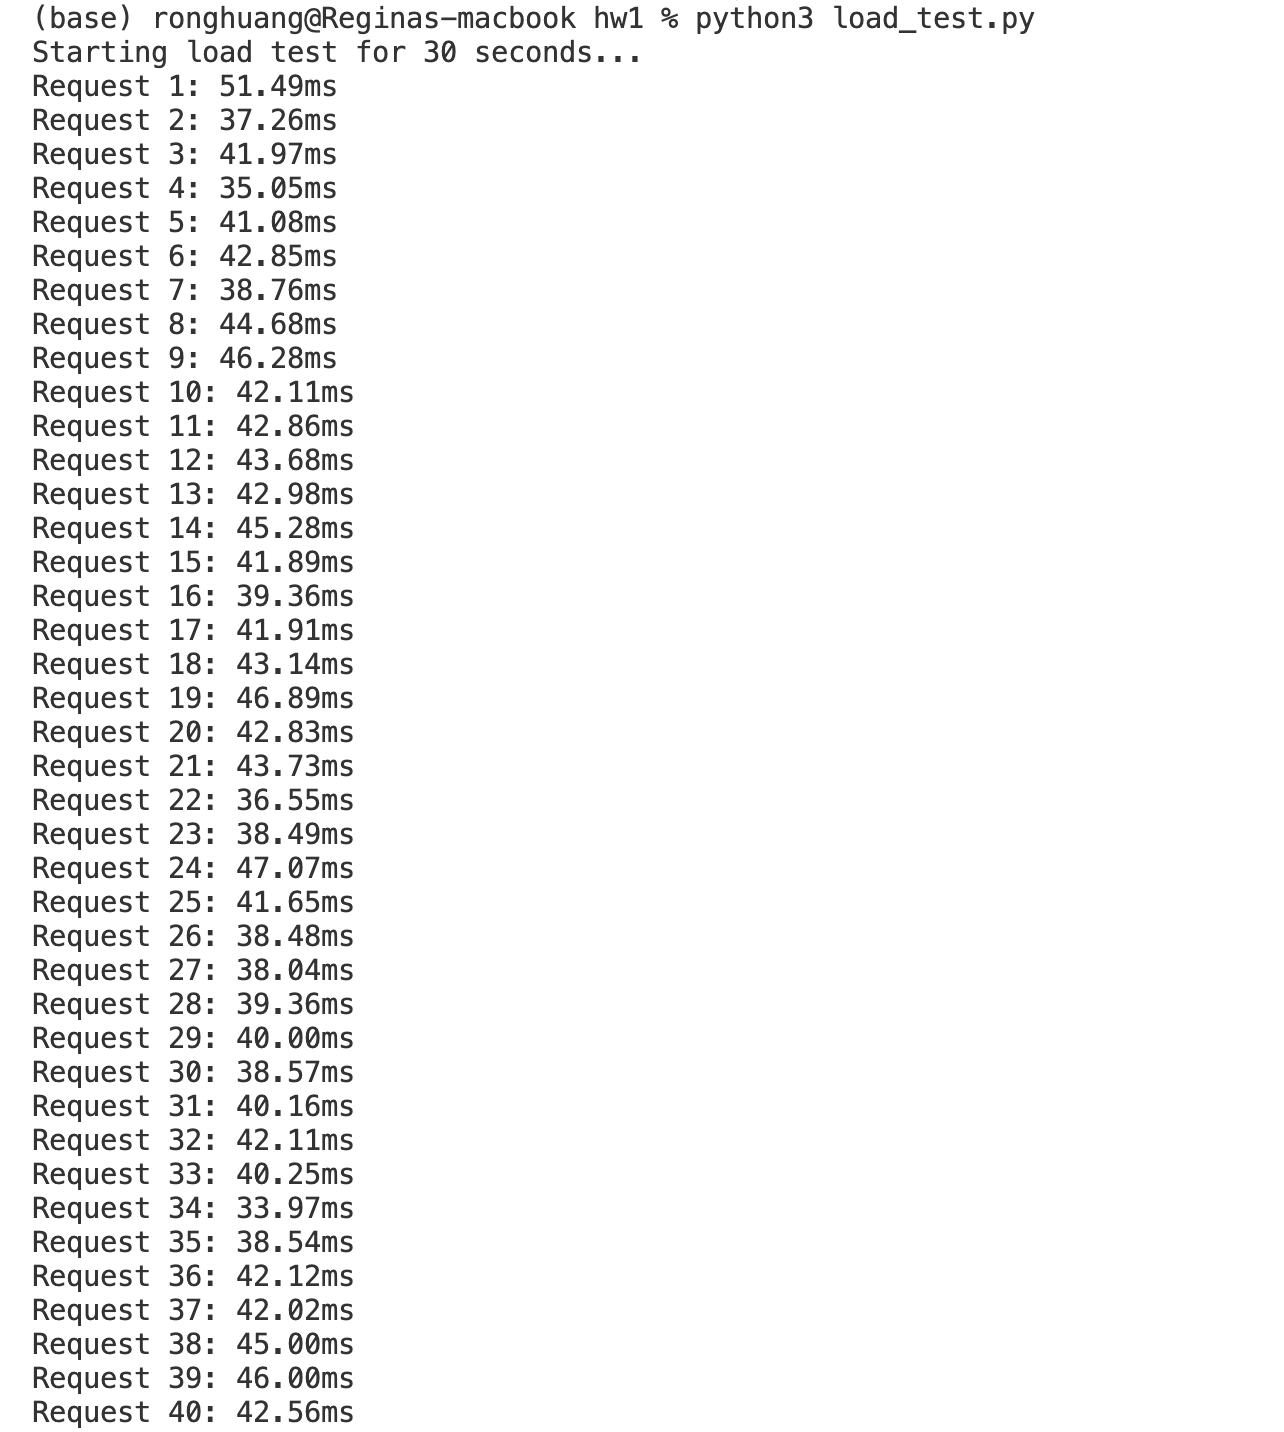 (base) ronghuang@Reginas-macbook hw1 % python3 load_test.py
Starting load test for 30 seconds...
Request 1: 51.49ms
Request 2: 37.26ms
Request 3: 41.97ms
Request 4: 35.05ms
Request 5: 41.08ms
Request 6: 42.85ms
Request 7: 38.76ms
Request 8: 44.68ms
Request 9: 46.28ms
Request 10: 42.11ms
Request 11: 42.86ms
Request 12: 43.68ms
Request 13: 42.98ms
Request 14: 45.28ms
Request 15: 41.89ms
Request 16: 39.36ms
Request 17: 41.91ms
Request 18: 43.14ms
Request 19: 46.89ms
Request 20: 42.83ms
Request 21: 43.73ms
Request 22: 36.55ms
Request 23: 38.49ms
Request 24: 47.07ms
Request 25: 41.65ms
Request 26: 38.48ms
Request 27: 38.04ms
Request 28: 39.36ms
Request 29: 40.00ms
Request 30: 38.57ms
Request 31: 40.16ms
Request 32: 42.11ms
Request 33: 40.25ms
Request 34: 33.97ms
Request 35: 38.54ms
Request 36: 42.12ms
Request 37: 42.02ms
Request 38: 45.00ms
Request 39: 46.00ms
Request 40: 42.56ms